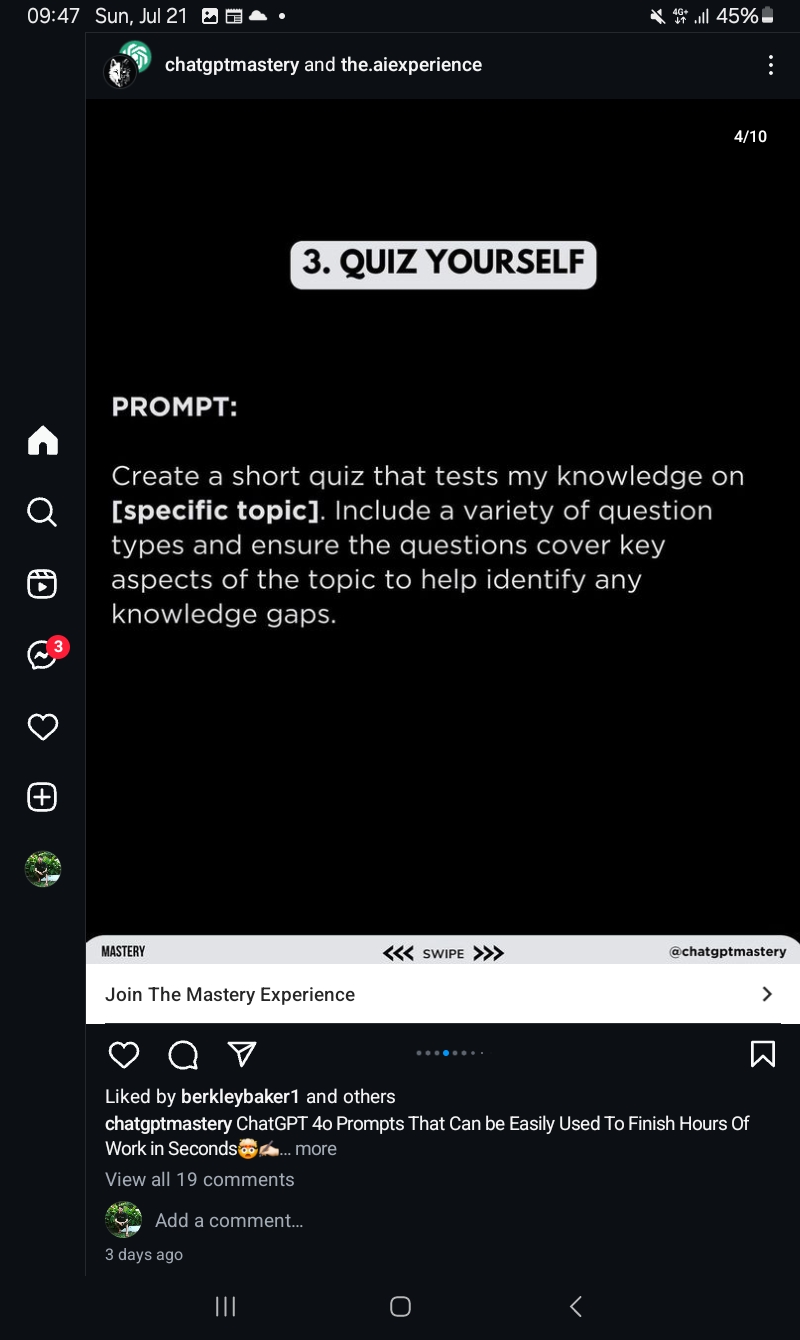 09:47 Sun, Jul 21
4G+ 45%
chatgptmastery and the.aiexperience
4/10
3. QUIZ YOURSELF
PROMPT:
Create a short quiz that tests my knowledge on
[specific topic]. Include a variety of question
types and ensure the questions cover key
aspects of the topic to help identify any
knowledge gaps.
3
MASTERY
<<< SWIPE >>>
@chatgptmastery
Join The Mastery Experience
Liked by berkleybaker1 and others
chatgptmastery ChatGPT 4o Prompts That Can be Easily Used To Finish Hours Of
Work in Seconds🤯✍🏻... more
View all 19 comments
Add a comment...
3 days ago